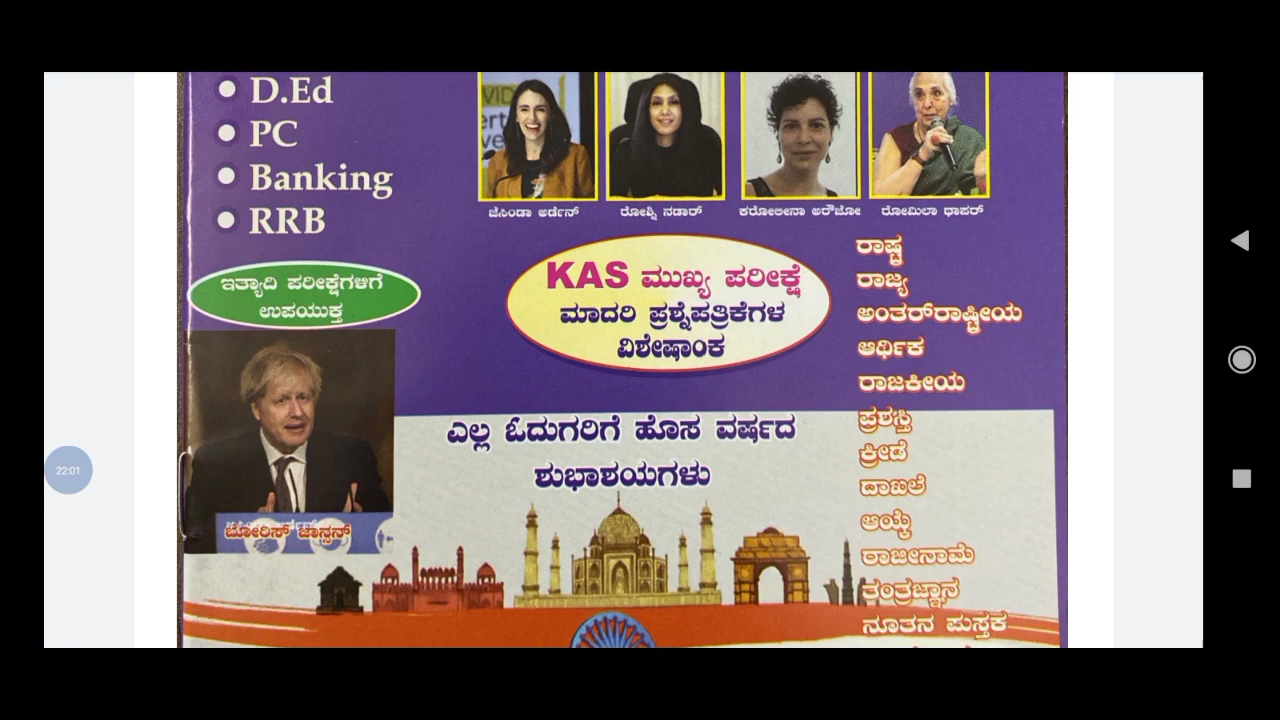 D.Ed
PC
Banking
RRB
ಇತ್ಯಾದಿ ಪರೀಕ್ಷೆಗಳಿಗೆ
ಉಪಯುಕ್ತ
ಬೋರಿಸ್ ಜಾನ್ಸನ್
22:01
ಜೆಸಿಂಡಾ ಅರ್ಡೆನ್
ರೋಶ್ನಿ ನಡಾರ್
ಕರೋಲೀನಾ ಅರೌಜೋ
ರೋಮಿಲಾ ಥಾಪರ್
KAS ಮುಖ್ಯ ಪರೀಕ್ಷೆ
ಮಾದರಿ ಪ್ರಶ್ನೆಪತ್ರಿಕೆಗಳ
ವಿಶೇಷಾಂಕ
ಎಲ್ಲ ಓದುಗರಿಗೆ ಹೊಸ ವರ್ಷದ
ಶುಭಾಶಯಗಳು
ರಾಷ್ಟ್ರ
ರಾಜ್ಯ
ಅಂತರ್‌ರಾಷ್ಟ್ರೀಯ
ಆರ್ಥಿಕ
ರಾಜಕೀಯ
ಪ್ರಶಸ್ತಿ
ಕ್ರೀಡೆ
ದಾಖಲೆ
ಆಯ್ಕೆ
ರಾಜೀನಾಮೆ
ತಂತ್ರಜ್ಞಾನ
ನೂತನ ಪುಸ್ತಕ